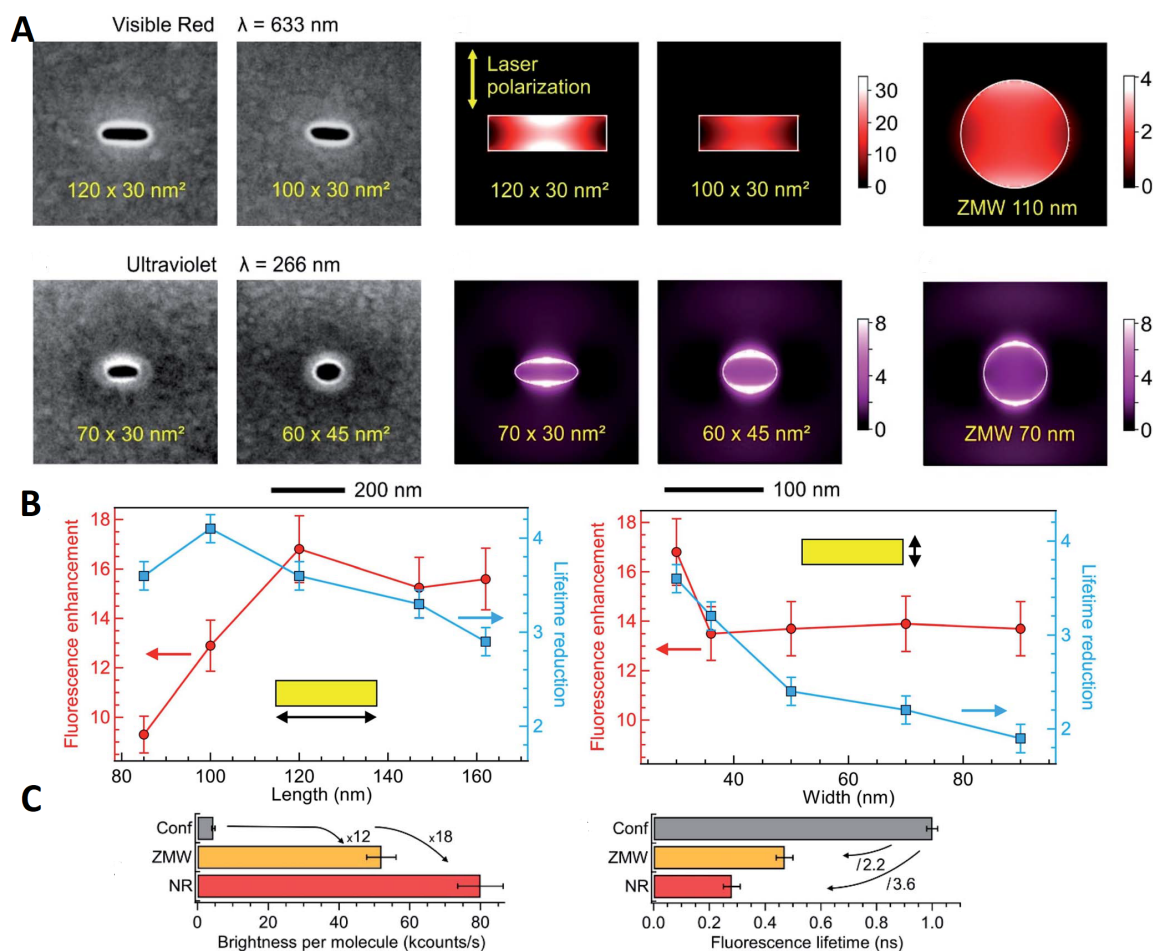 A
Visible Red λ = 633 nm
120 x 30 nm²
100 x 30 nm²
Laser
polarization
120 x 30 nm²
100 x 30 nm²
30
20
10
0
ZMW 110 nm
4
2
0
Ultraviolet λ = 266 nm
70 x 30 nm²
60 x 45 nm²
70 x 30 nm²
60 x 45 nm²
8
4
0
ZMW 70 nm
8
4
0
200 nm
100 nm
B
Fluorescence enhancement
18
16
14
12
10
4
3
2
Lifetime reduction
80 100 120 140 160
Length (nm)
Fluorescence enhancement
18
16
14
12
10
4
3
2
Lifetime reduction
40 60 80
Width (nm)
C
Conf
ZMW
NR
x12
x18
0 20 40 60 80
Brightness per molecule (kcounts/s)
Conf
ZMW
NR
/2.2
/3.6
0.0 0.2 0.4 0.6 0.8 1.0
Fluorescence lifetime (ns)